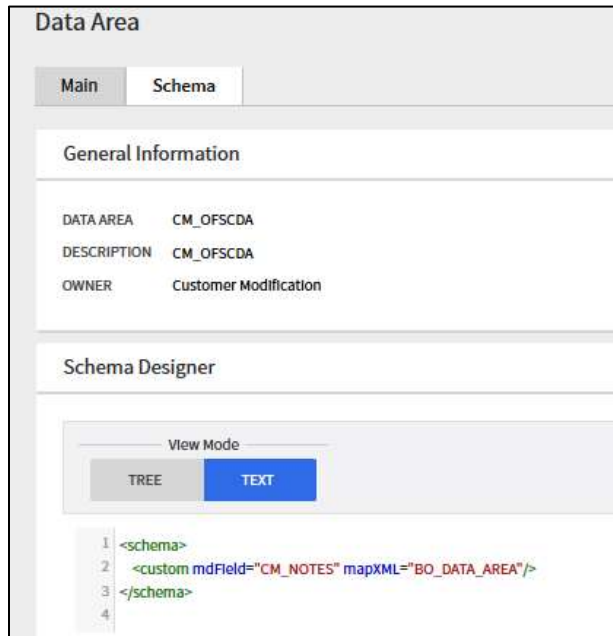 Data Area
Main Schema
General Information
DATA AREA CM_OFSCDA
DESCRIPTION CM_OFSCDA
OWNER Customer Modification
Schema Designer
View Mode
TREE TEXT
1 <schema>
2 <custom mdField="CM_NOTES" mapXML="BO_DATA_AREA"/>
3 </schema>
4